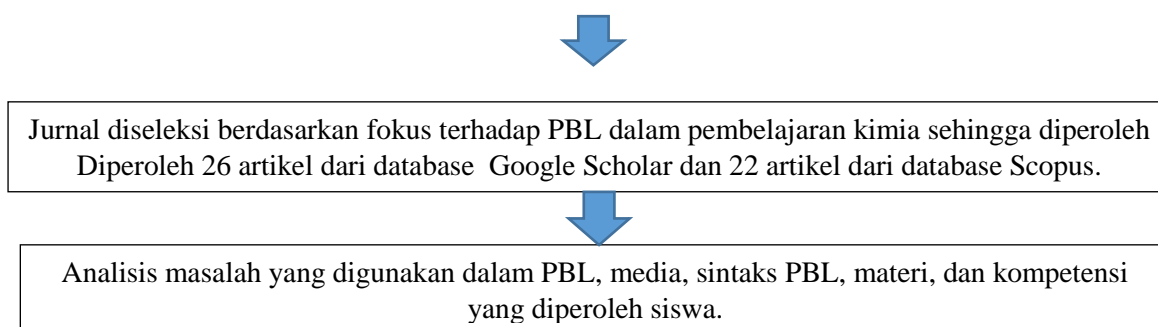 Jurnal diseleksi berdasarkan fokus terhadap PBL dalam pembelajaran kimia sehingga diperoleh
Diperoleh 26 artikel dari database Google Scholar dan 22 artikel dari database Scopus.
Analisis masalah yang digunakan dalam PBL, media, sintaks PBL, materi, dan kompetensi
yang diperoleh siswa.